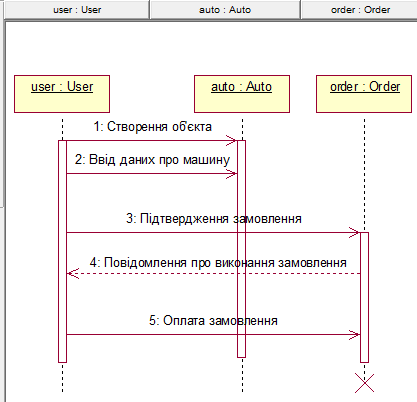 user : User
auto : Auto
order : Order
user : User
auto : Auto
order : Order
1: Створення об'єкта
2: Ввід даних про машину
3: Підтвердження замовлення
4: Повідомлення про виконання замовлення
5: Оплата замовлення